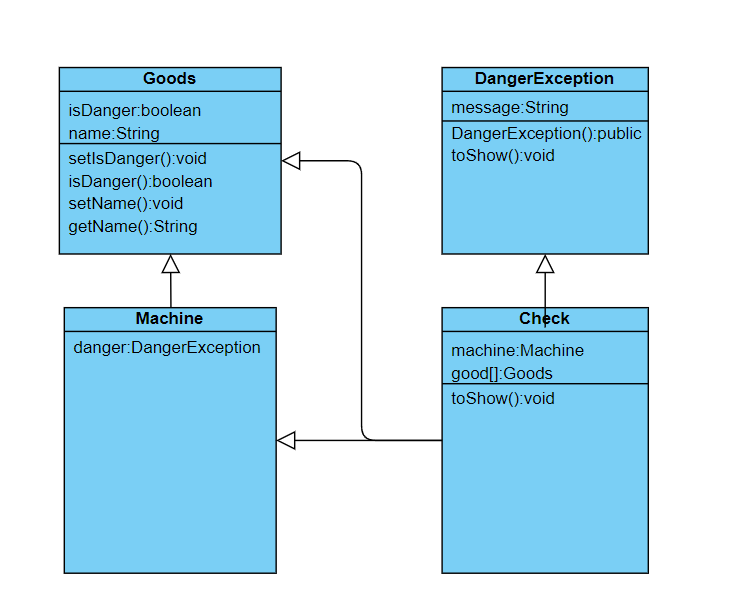 Goods
isDanger:boolean
name:String
setIsDanger():void
isDanger():boolean
setName():void
getName():String
DangerException
message:String
DangerException():public
toShow():void
Machine
danger:DangerException
Check
machine:Machine
good[]:Goods
toShow():void